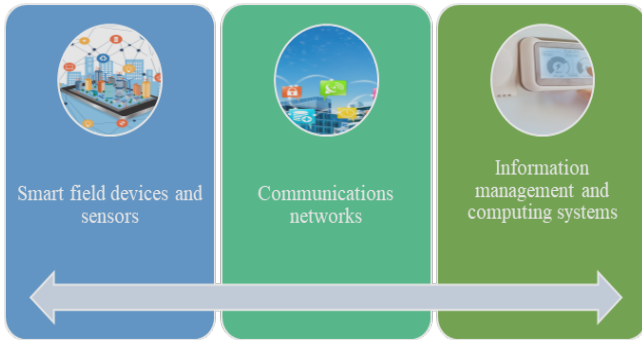 Smart field devices and
sensors
Communications
networks
Information
management and
computing systems